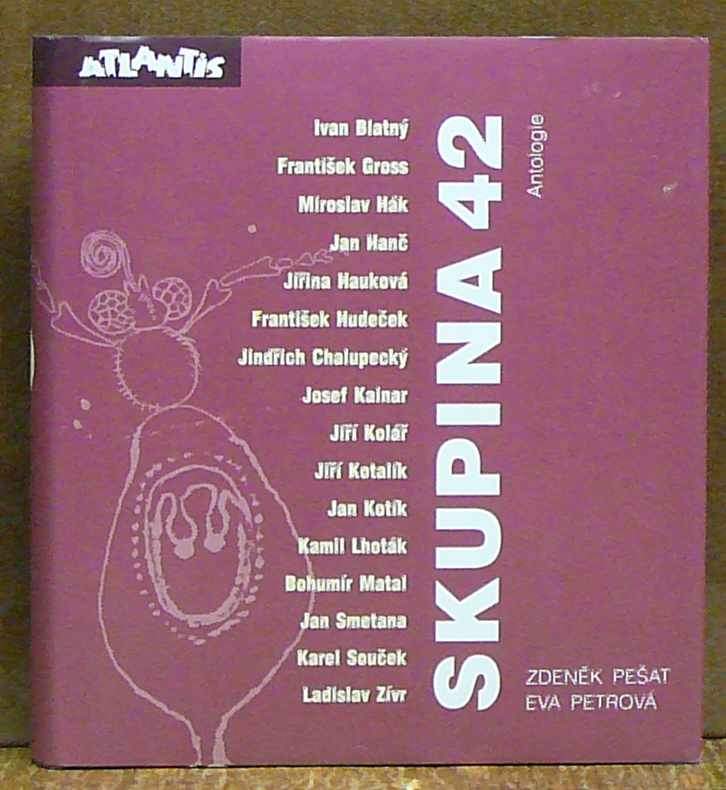 ATLANTIS
Ivan Blatný
František Gross
Miroslav Hák
Jan Hanč
Jiřina Hauková
František Hudeček
Jindřich Chalupecký
Josef Kainar
Jiří Kolář
Jiří Kotalík
Jan Kotík
Kamil Lhoták
Bohumír Matal
Jan Smetana
Karel Souček
Ladislav Zívr
SKUPINA 42
Antologie
ZDENĚK PEŠAT
EVA PETROVÁ